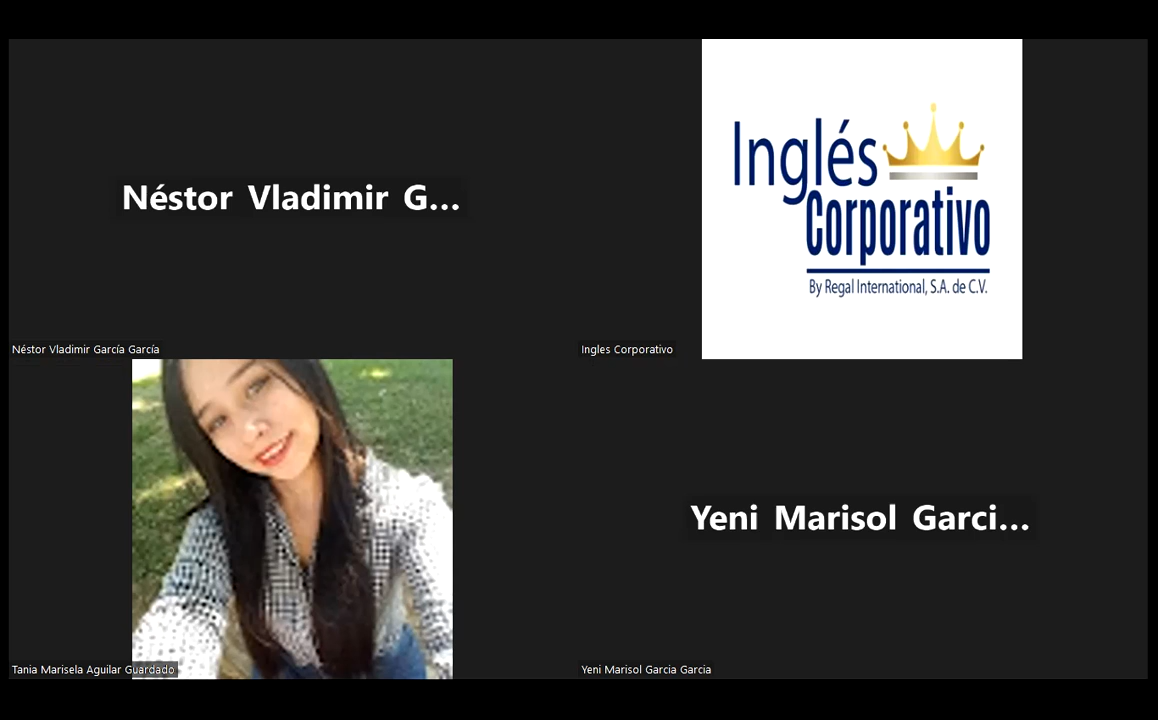 Néstor Vladimir G...
Inglés
Corporativo
By Regal International, S.A. de C.V.
Néstor Vladimir García García
Ingles Corporativo
Yeni Marisol Garci...
Tania Marisela Aguilar Guardado
Yeni Marisol Garcia Garcia